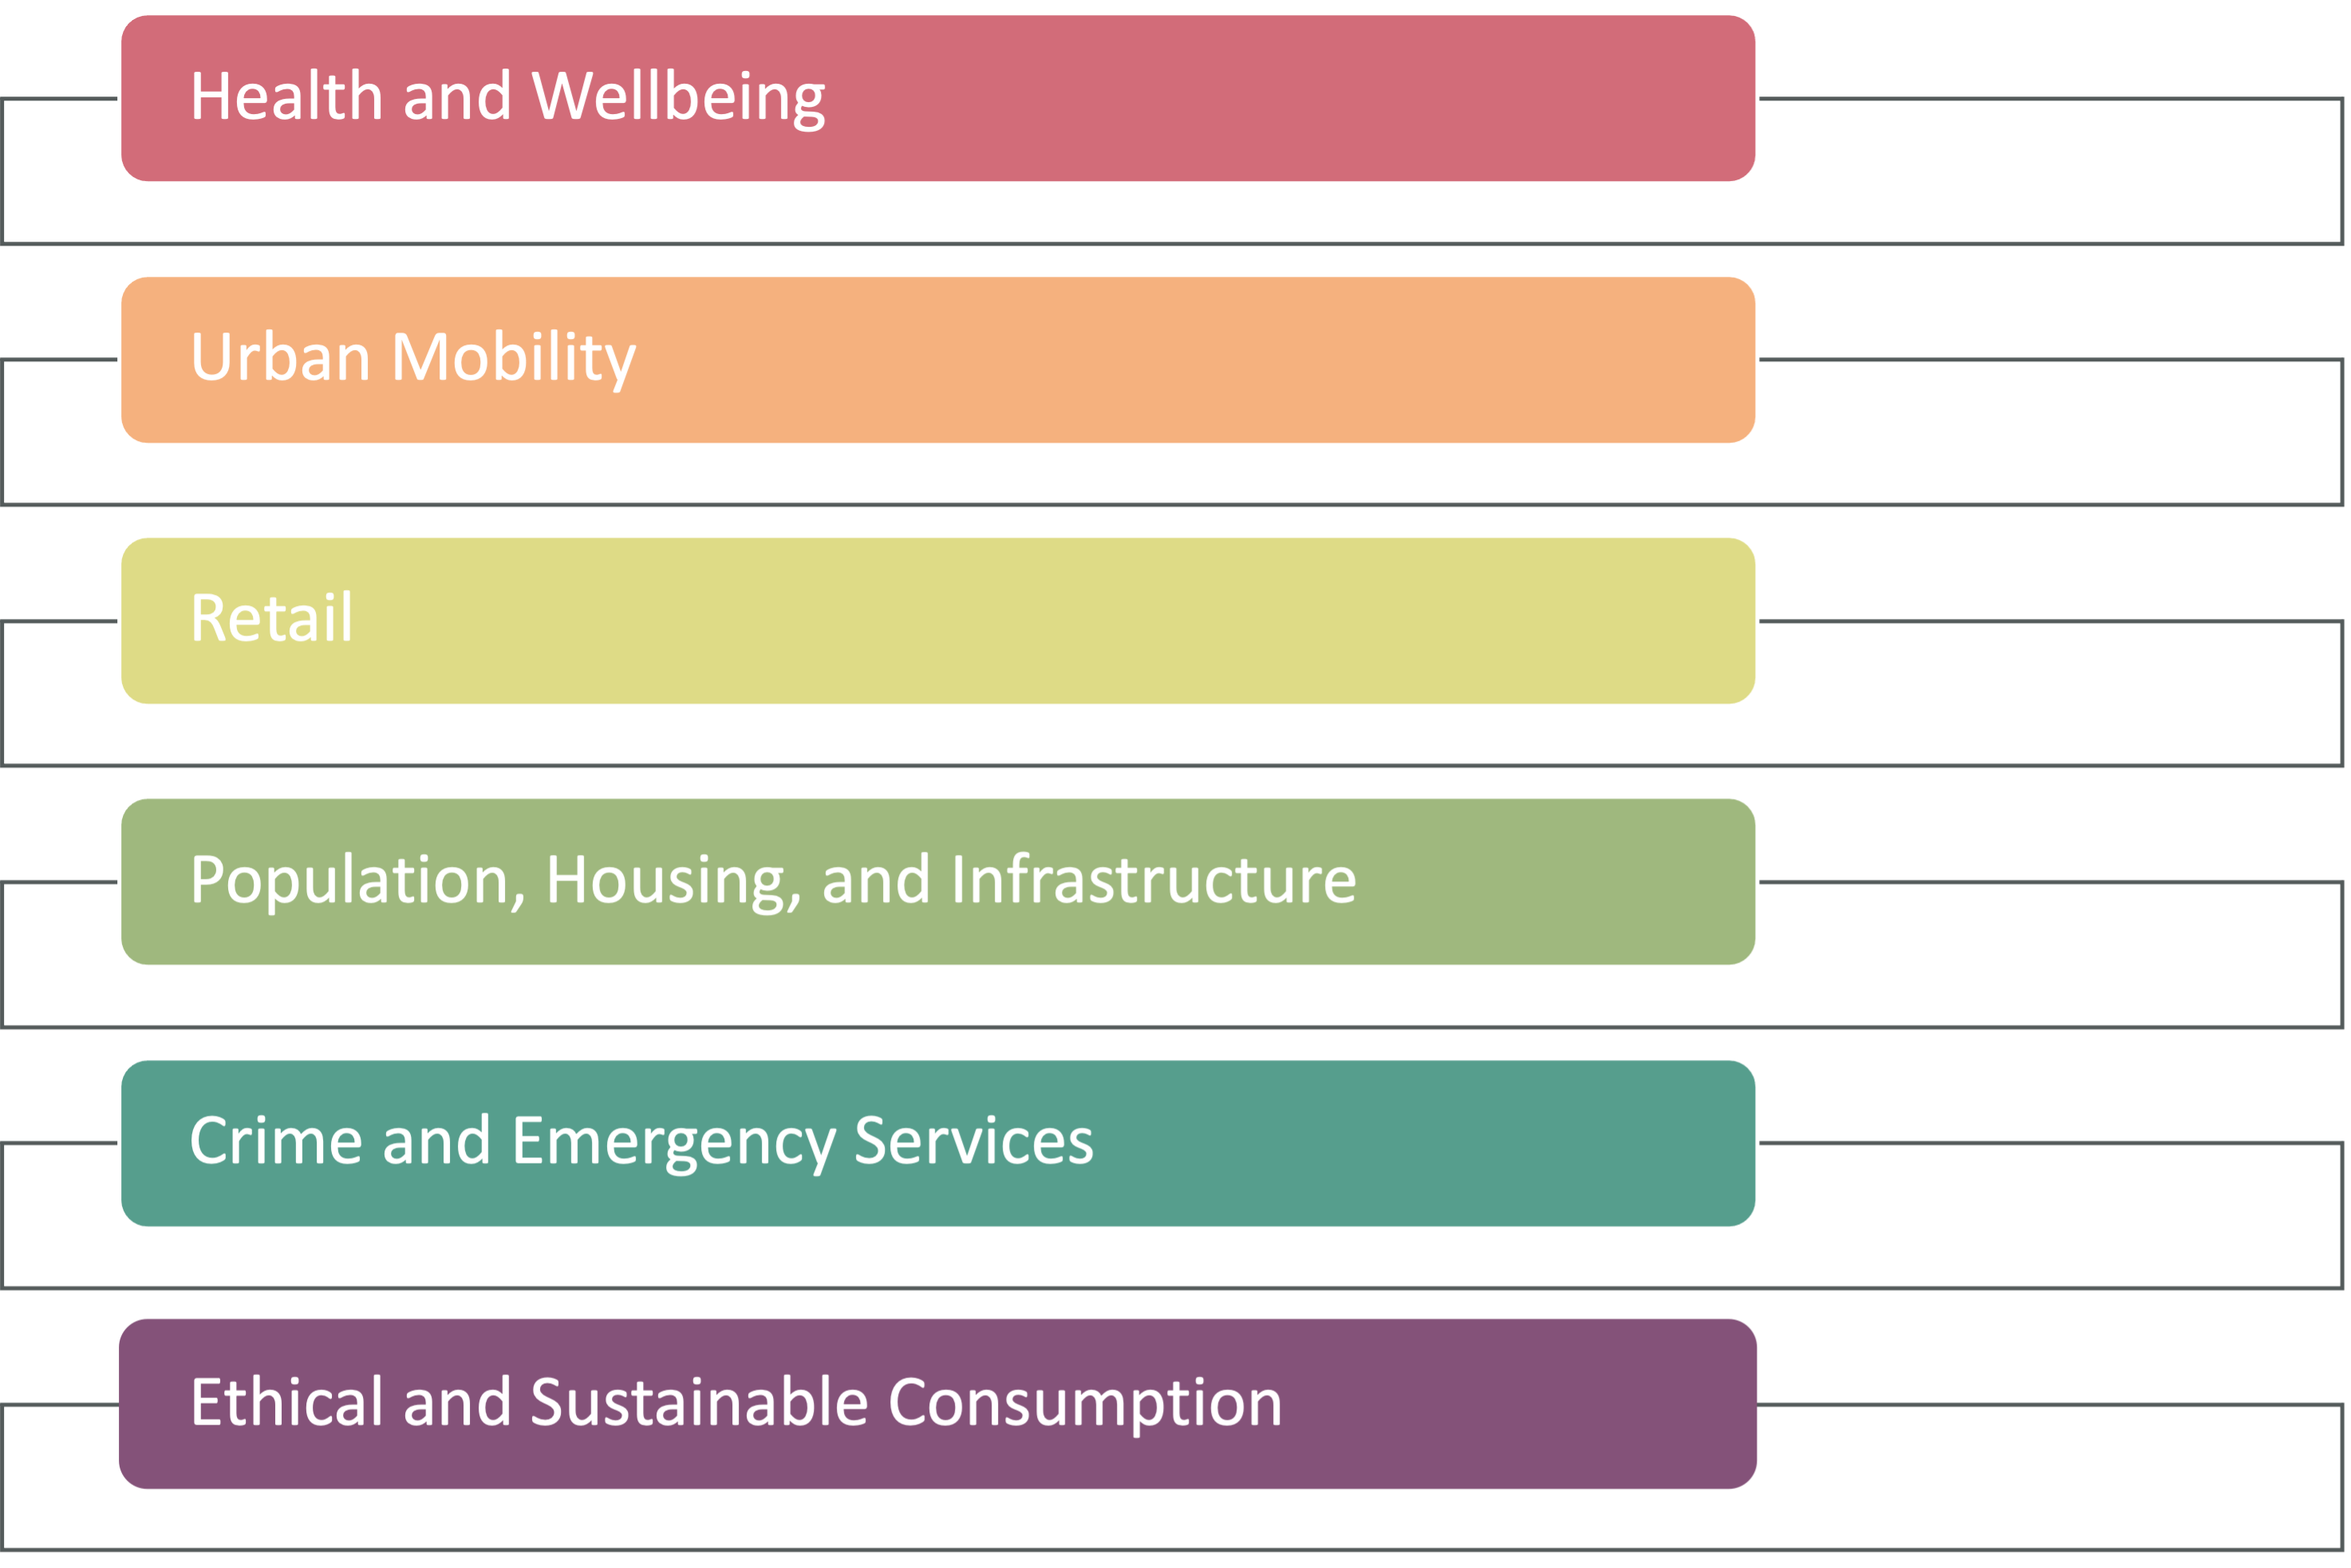 Health and Wellbeing
Urban Mobility
Retail
Population, Housing, and Infrastructure
Crime and Emergency Services
Ethical and Sustainable Consumption